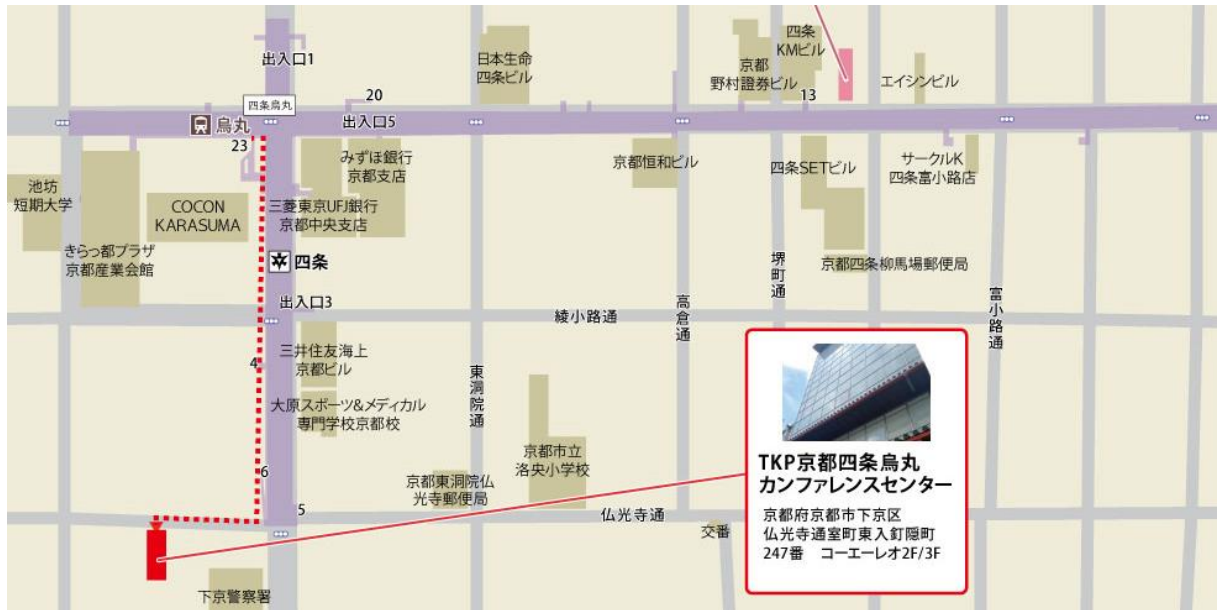 出入口1
四条烏丸
烏丸
23
20
出入口5
日本生命
四条ビル
京都
野村證券ビル
四条
KMビル
13
エイシンビル
池坊
短期大学
きらっ都プラザ
京都産業会館
COCON
KARASUMA
みずほ銀行
京都支店
三菱東京UFJ銀行
京都中央支店
四条
京都恒和ビル
四条SETビル
サークルK
四条富小路店
京都四条柳馬場郵便局
堺町通
高倉通
富小路通
出入口3
綾小路通
三井住友海上
京都ビル
4
大原スポーツ&メディカル
専門学校京都校
東洞院通
京都市立
洛央小学校
京都東洞院仏
光寺郵便局
6
5
仏光寺通
交番
下京警察署
TKP京都四条烏丸
カンファレンスセンター
京都府京都市下京区
仏光寺通室町東入釘隠町
247番 コーエーレオ2F/3F